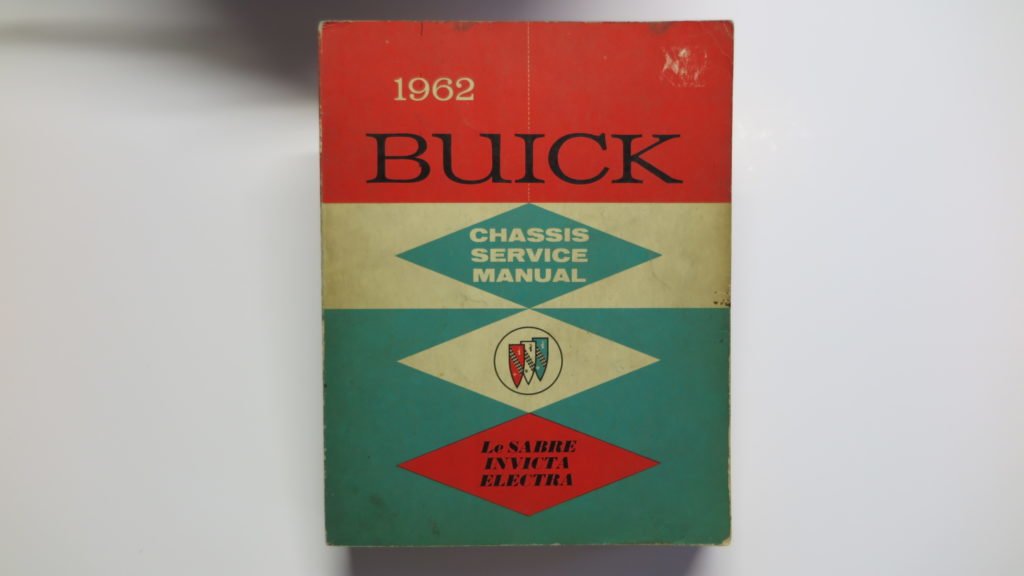 1962
BUICK
CHASSIS
SERVICE
MANUAL
Le SABRE
INVICTA
ELECTRA